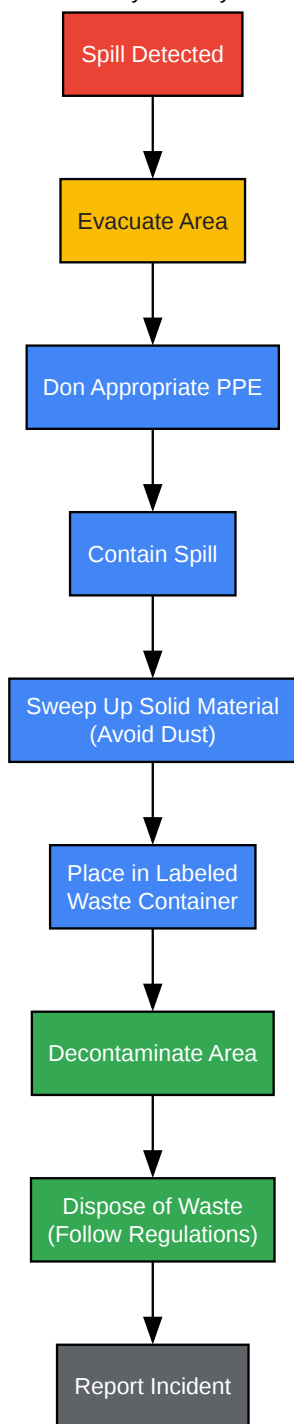 Spill Detected
Evacuate Area
Don Appropriate PPE
Contain Spill
Sweep Up Solid Material
(Avoid Dust)
Place in Labeled
Waste Container
Decontaminate Area
Dispose of Waste
(Follow Regulations)
Report Incident